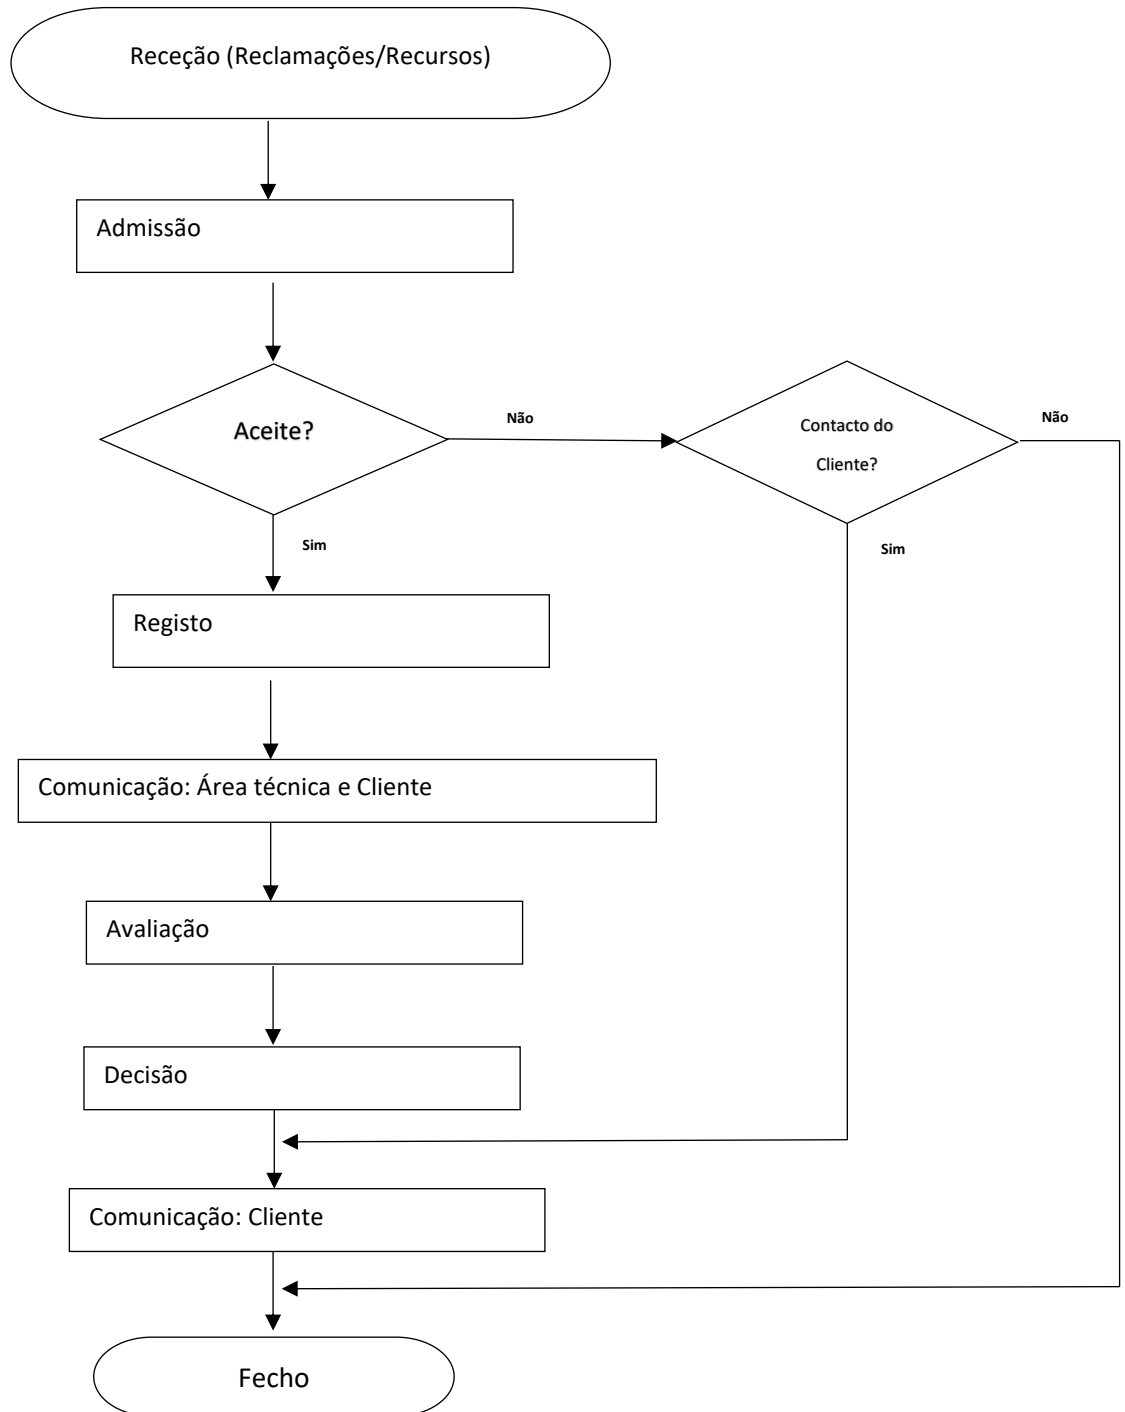 Receção (Reclamações/Recursos)
Admissão
Aceite?
Não
Contacto do
Cliente?
Não
Sim
Sim
Registo
Comunicação: Área técnica e Cliente
Avaliação
Decisão
Comunicação: Cliente
Fecho